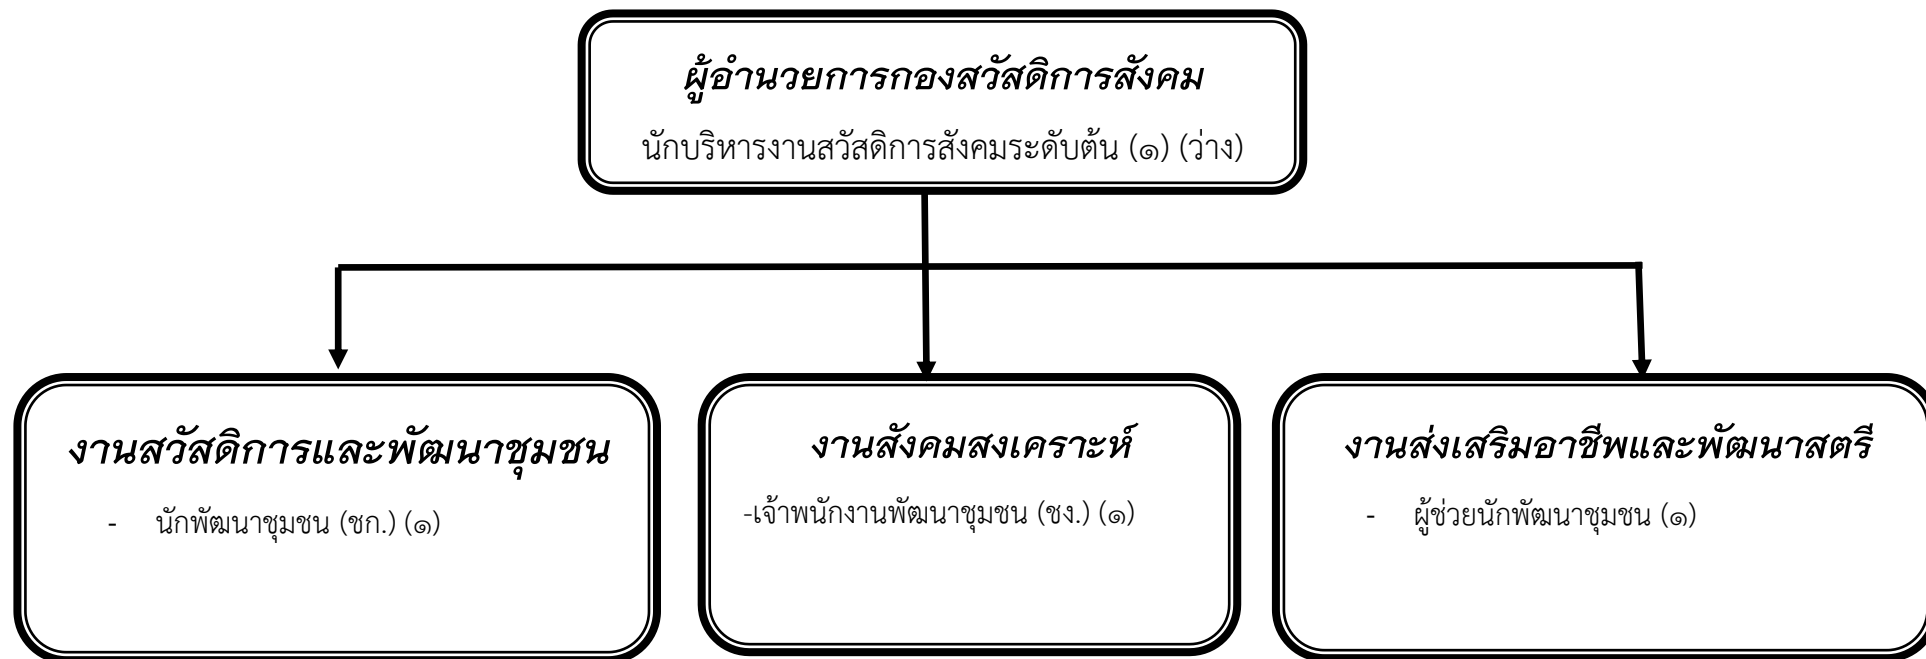 ผู้อำนวยการกองสวัสดิการสังคม
นักบริหารงานสวัสดิการสังคมระดับต้น (๑) (ว่าง)
งานสวัสดิการและพัฒนาชุมชน
- นักพัฒนาชุมชน (ชก.) (๑)
งานสังคมสงเคราะห์
-เจ้าพนักงานพัฒนาชุมชน (ชง.) (๑)
งานส่งเสริมอาชีพและพัฒนาสตรี
- ผู้ช่วยนักพัฒนาชุมชน (๑)